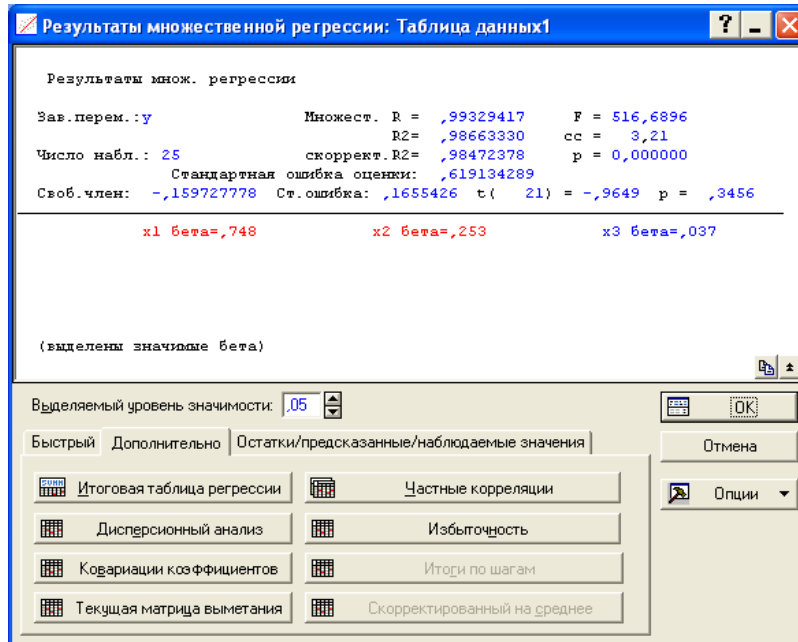 Результаты множественной регрессии: Таблица данных1
Результаты множ. регрессии
Зав.перем.:y Множест. R = ,99329417 F = 516,6896
R2= ,98663330 сс = 3,21
Число набл.: 25 скоррект.R2= ,98472378 p = 0,000000
Стандартная ошибка оценки: ,619134289
Своб.член: -,159727778 Ст.ошибка: ,1655426 t( 21) = -,9649 p = ,3456
x1 бета=,748 x2 бета=,253 x3 бета=,037
(выделены значимые бета)
Выделяемый уровень значимости: ,05
OK
Быстрый Дополнительно Остатки/предсказанные/наблюдаемые значения
Отмена
Итоговая таблица регрессии Частные корреляции
Опции
Дисперсионный анализ Избыточность
Ковариации коэффициентов Итоги по шагам
Текущая матрица выметания Скорректированный на среднее